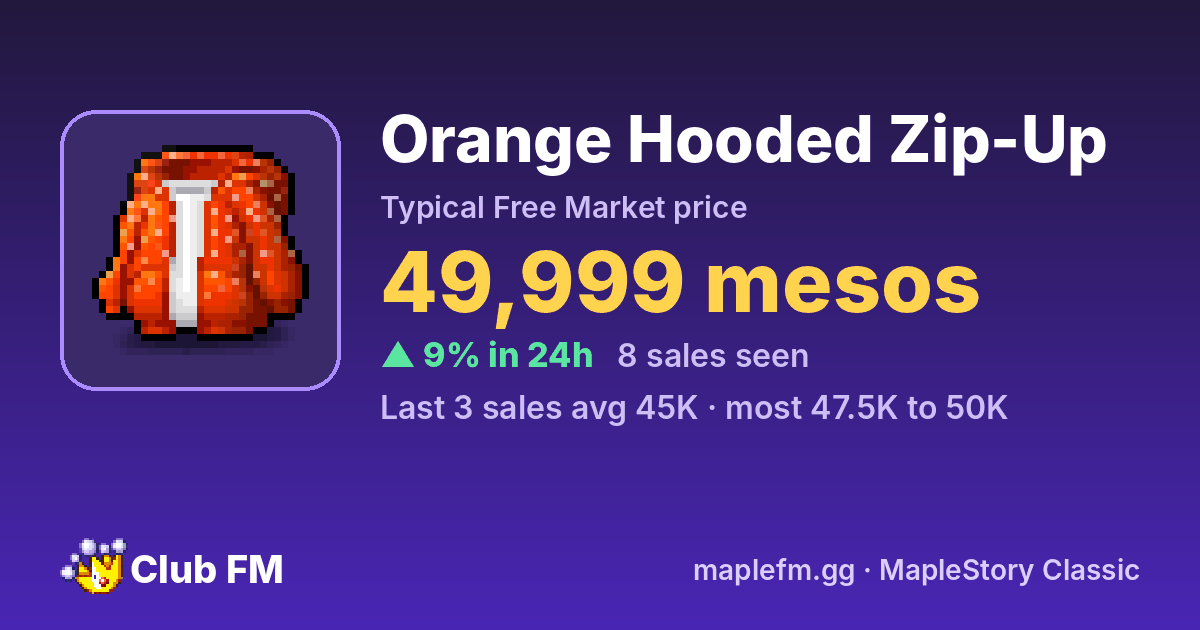 Orange Hooded Zip-Up
Typical Free Market price
49,999 mesos
▲ 9% in 24h 8 sales seen
Last 3 sales avg 45K · most 47.5K to 50K
Club FM
maplefm.gg · MapleStory Classic